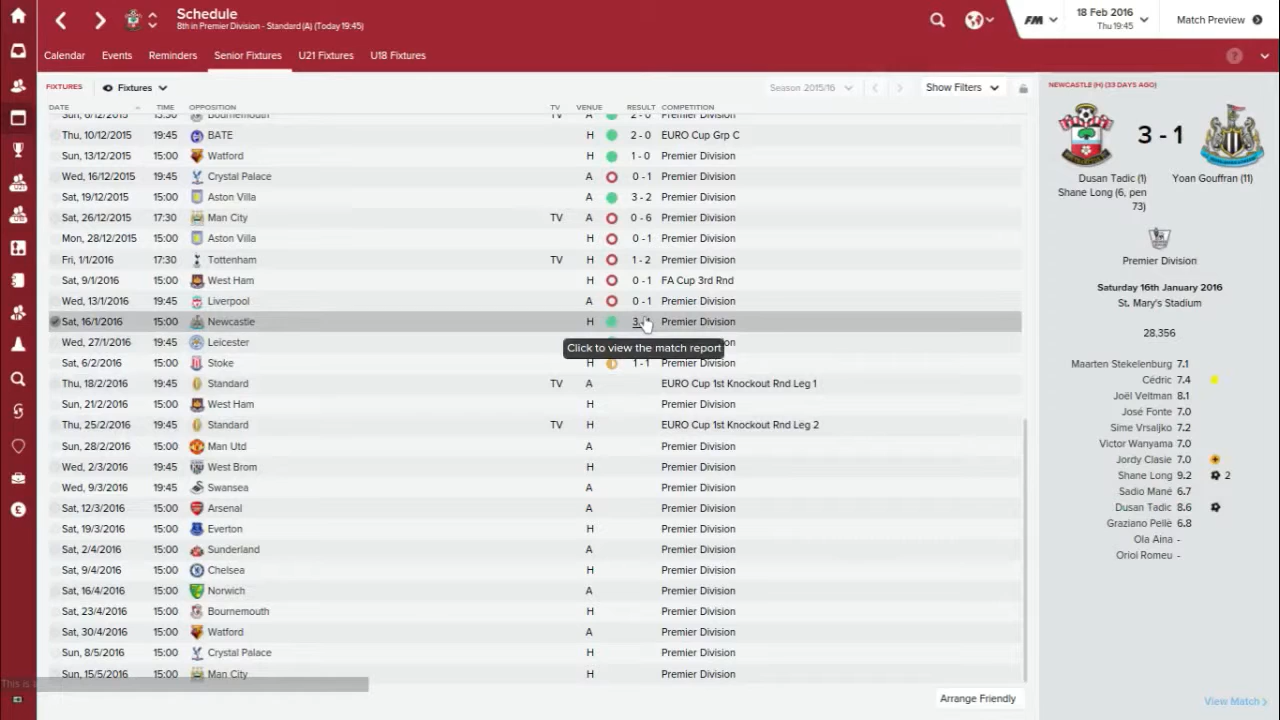 Schedule
8th in Premier Division - Standard (A) (Today 19:45)
FM
18 Feb 2016
Thu 19:45
Match Preview
Calendar Events Reminders Senior Fixtures U21 Fixtures U18 Fixtures
FIXTURES Fixtures Season 2015/16 Show Filters
DATE TIME OPPOSITION TV VENUE RESULT COMPETITION
Sun, 6/12/2015 13:30 Bournemouth TV A 2 - 0 Premier Division
Thu, 10/12/2015 19:45 BATE H 2 - 0 EURO Cup Grp C
Sun, 13/12/2015 15:00 Watford H 1 - 0 Premier Division
Wed, 16/12/2015 19:45 Crystal Palace A 0 - 1 Premier Division
Sat, 19/12/2015 15:00 Aston Villa A 3 - 2 Premier Division
Sat, 26/12/2015 17:30 Man City TV A 0 - 6 Premier Division
Mon, 28/12/2015 15:00 Aston Villa H 0 - 1 Premier Division
Fri, 1/1/2016 17:30 Tottenham TV H 1 - 2 Premier Division
Sat, 9/1/2016 15:00 West Ham H 0 - 1 FA Cup 3rd Rnd
Wed, 13/1/2016 19:45 Liverpool A 0 - 1 Premier Division
Sat, 16/1/2016 15:00 Newcastle H Premier Division
Wed, 27/1/2016 19:45 Leicester
Click to view the match report
Sat, 6/2/2016 15:00 Stoke H 1 - 1 Premier Division
Thu, 18/2/2016 19:45 Standard TV A EURO Cup 1st Knockout Rnd Leg 1
Sun, 21/2/2016 15:00 West Ham H Premier Division
Thu, 25/2/2016 19:45 Standard TV H EURO Cup 1st Knockout Rnd Leg 2
Sun, 28/2/2016 15:00 Man Utd A Premier Division
Wed, 2/3/2016 19:45 West Brom H Premier Division
Wed, 9/3/2016 19:45 Swansea A Premier Division
Sat, 12/3/2016 15:00 Arsenal A Premier Division
Sat, 19/3/2016 15:00 Everton H Premier Division
Sat, 2/4/2016 15:00 Sunderland A Premier Division
Sat, 9/4/2016 15:00 Chelsea H Premier Division
Sat, 16/4/2016 15:00 Norwich A Premier Division
Sat, 23/4/2016 15:00 Bournemouth H Premier Division
Sat, 30/4/2016 15:00 Watford A Premier Division
Sun, 8/5/2016 15:00 Crystal Palace H Premier Division
Sun, 15/5/2016 15:00 Man City H Premier Division
This is a
Arrange Friendly
NEWCASTLE (H) (33 DAYS AGO)
3 - 1
Dusan Tadic (1)
Shane Long (6, pen
73)
Yoan Gouffran (11)
Premier Division
Saturday 16th January 2016
St. Mary's Stadium
28.356
Maarten Stekelenburg 7.1
Cédric 7.4
Joël Veltman 8.1
José Fonte 7.0
Sime Vrsaljko 7.2
Victor Wanyama 7.0
Jordy Clasie 7.0
Shane Long 9.2 2
Sadio Mané 6.7
Dusan Tadic 8.6
Graziano Pellè 6.8
Ola Aina -
Oriol Romeu -
View Match >